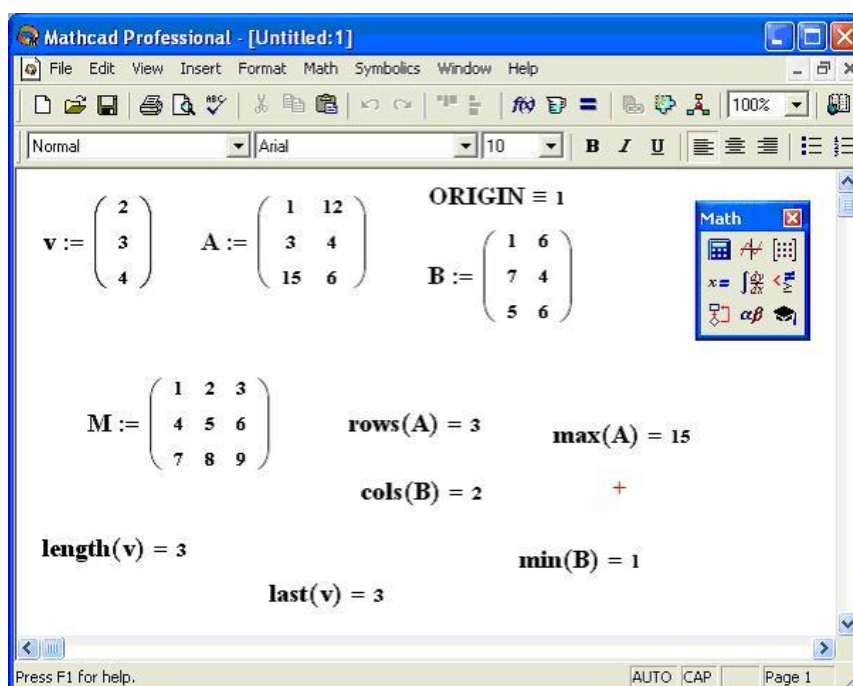 Mathcad Professional - [Untitled:1]
File Edit View Insert Format Math Symbolics Window Help
ABC f(x) = 100%
Normal Arial 10 B I U
ORIGIN ≡ 1
v := ( 2 3 4 )
A := ( 1 12 3 4 15 6 )
B := ( 1 6 7 4 5 6 )
Math
x=
αβ
M := ( 1 2 3 4 5 6 7 8 9 )
rows(A) = 3
max(A) = 15
cols(B) = 2
length(v) = 3
min(B) = 1
last(v) = 3
Press F1 for help. AUTO CAP Page 1